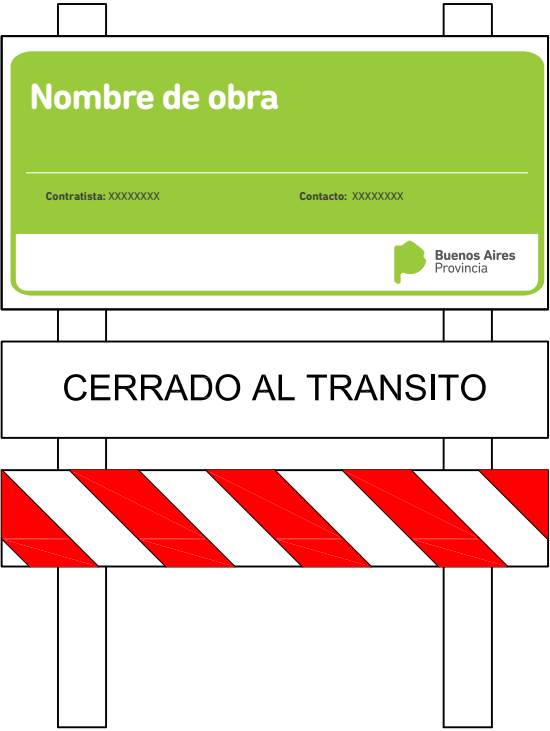 Nombre de obra
Contratista: XXXXXXXX Contacto: XXXXXXXX
Buenos Aires
Provincia
CERRADO AL TRANSITO